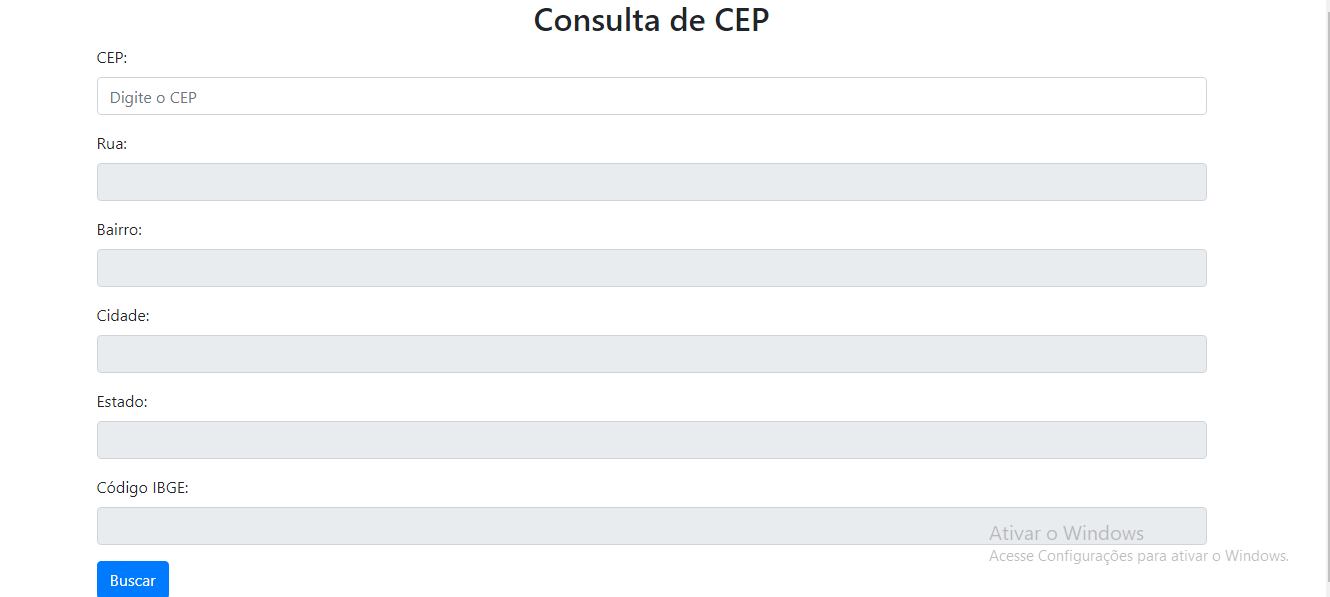 Consulta de CEP
CEP:
Digite o CEP
Rua:
Bairro:
Cidade:
Estado:
Código IBGE:
Ativar o Windows
Acesse Configurações para ativar o Windows.
Buscar